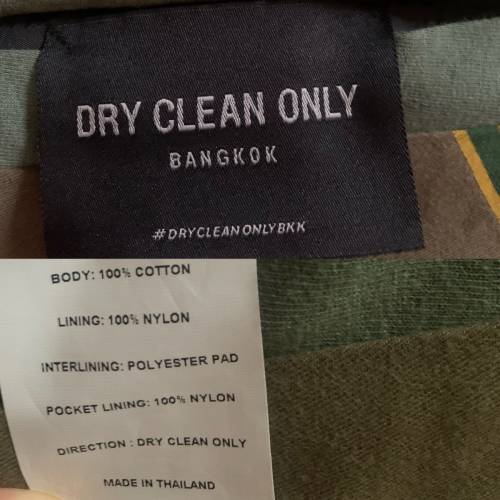 DRY CLEAN ONLY
BANGKOK
#DRYCLEANONLYBKK
BODY: 100% COTTON
LINING: 100% NYLON
INTERLINING: POLYESTER PAD
POCKET LINING: 100% NYLON
DIRECTION : DRY CLEAN ONLY
MADE IN THAILAND